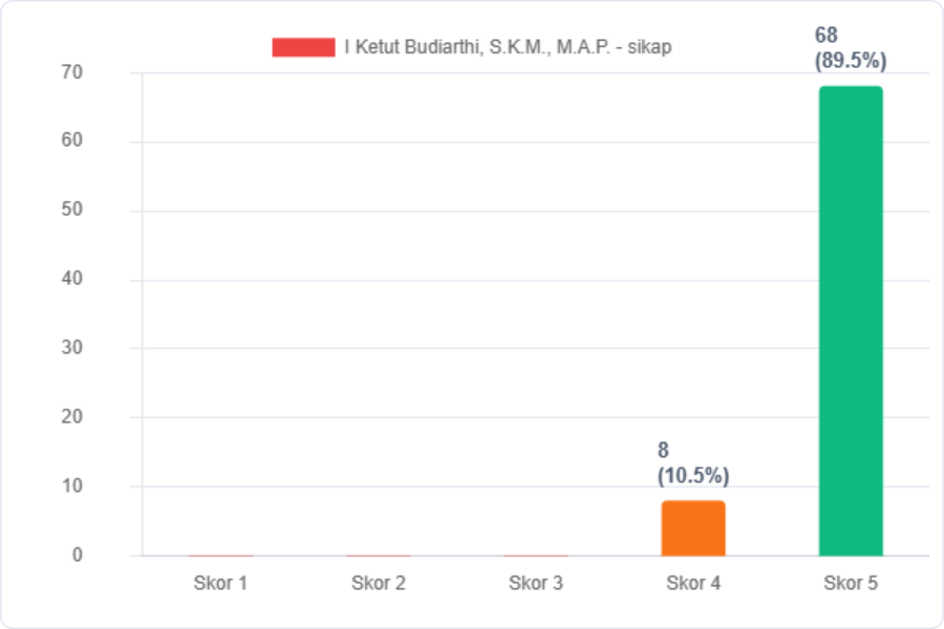 I Ketut Budiarthi, S.K.M., M.A.P. - sikap
68
(89.5%)
70
60
50
40
30
20
10
0
8
(10.5%)
Skor 1
Skor 2
Skor 3
Skor 4
Skor 5